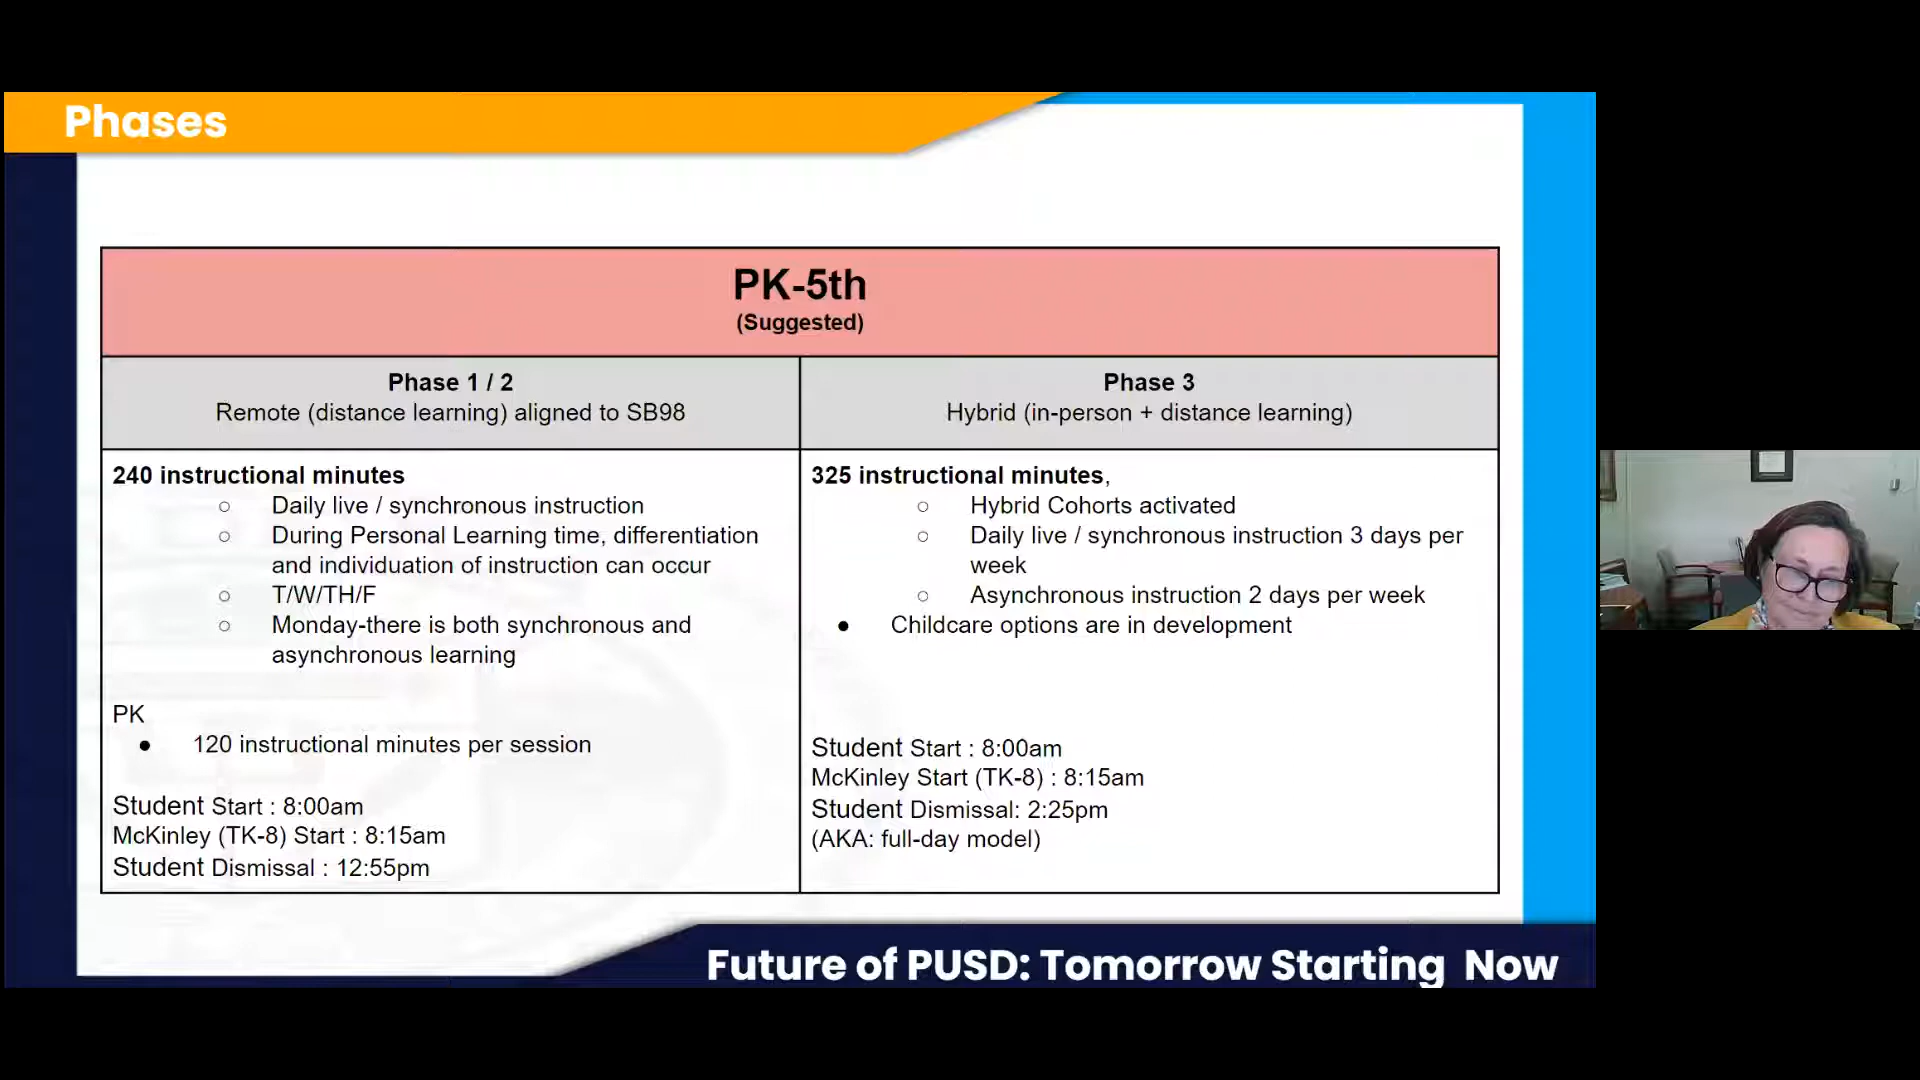 Phases
PK-5th
(Suggested)
Phase 1 / 2
Remote (distance learning) aligned to SB98
Phase 3
Hybrid (in-person + distance learning)
240 instructional minutes
○ Daily live / synchronous instruction
○ During Personal Learning time, differentiation
and individuation of instruction can occur
○ T/W/TH/F
○ Monday-there is both synchronous and
asynchronous learning
PK
● 120 instructional minutes per session
Student Start : 8:00am
McKinley (TK-8) Start : 8:15am
Student Dismissal : 12:55pm
325 instructional minutes,
○ Hybrid Cohorts activated
○ Daily live / synchronous instruction 3 days per
week
○ Asynchronous instruction 2 days per week
● Childcare options are in development
Student Start : 8:00am
McKinley Start (TK-8) : 8:15am
Student Dismissal: 2:25pm
(AKA: full-day model)
Future of PUSD: Tomorrow Starting Now